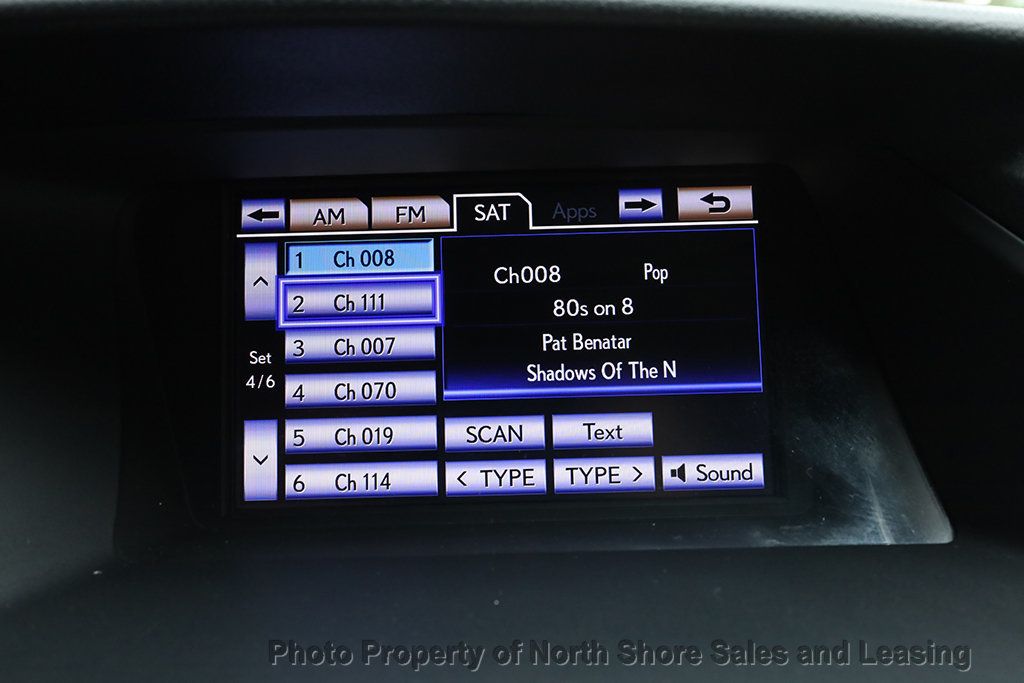 AM FM SAT Apps
1 Ch 008
2 Ch 111
3 Ch 007
4 Ch 070
5 Ch 019
6 Ch 114
Set
4/6
Ch008 Pop
80s on 8
Pat Benatar
Shadows Of The N
SCAN Text
< TYPE TYPE > Sound
Photo Property of North Shore Sales and Leasing